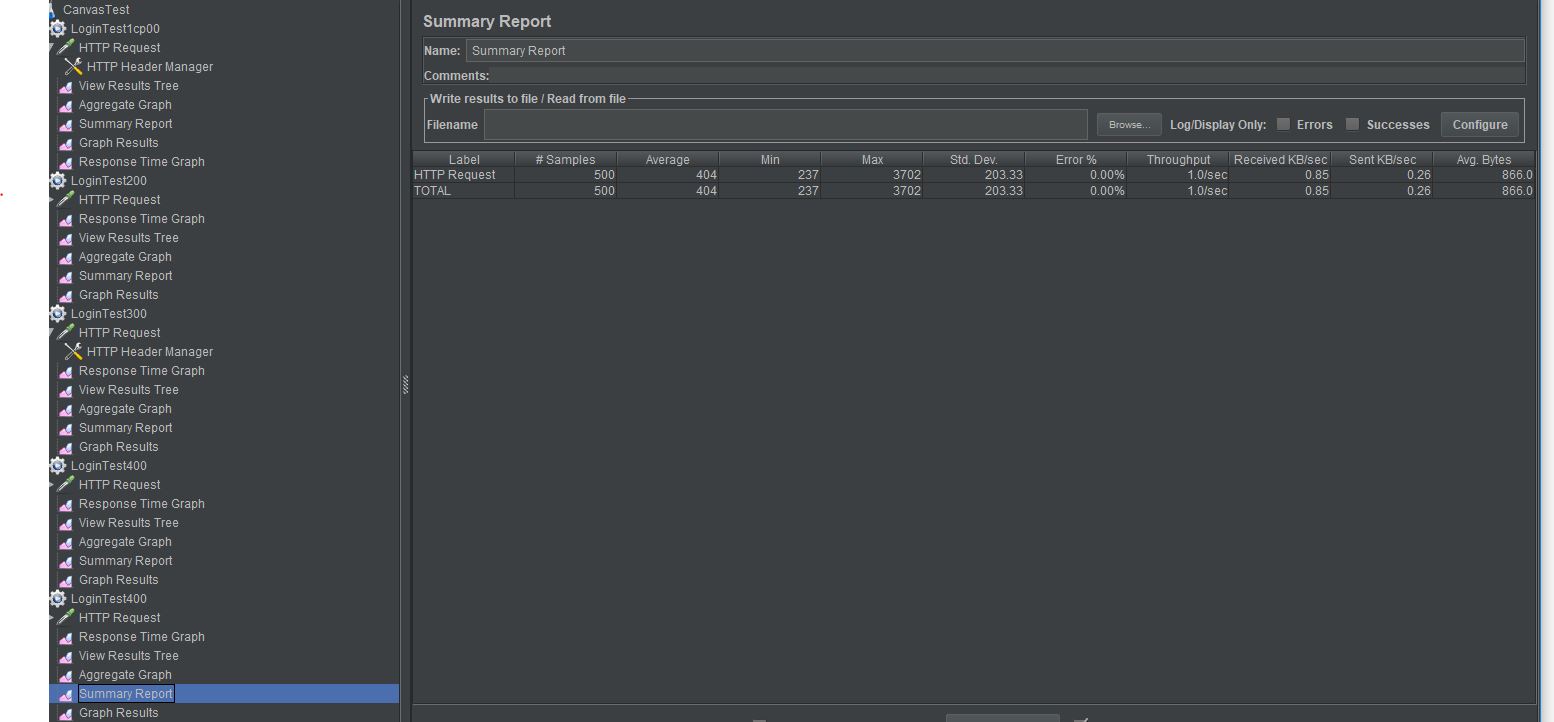 CanvasTest
LoginTest1cp00
HTTP Request
HTTP Header Manager
View Results Tree
Aggregate Graph
Summary Report
Graph Results
Response Time Graph
LoginTest200
HTTP Request
Response Time Graph
View Results Tree
Aggregate Graph
Summary Report
Graph Results
LoginTest300
HTTP Request
HTTP Header Manager
Response Time Graph
View Results Tree
Aggregate Graph
Summary Report
Graph Results
LoginTest400
HTTP Request
Response Time Graph
View Results Tree
Aggregate Graph
Summary Report
Graph Results
LoginTest400
HTTP Request
Response Time Graph
View Results Tree
Aggregate Graph
Summary Report
Graph Results
Summary Report
Name: Summary Report
Comments:
Write results to file / Read from file
Filename Browse... Log/Display Only: Errors Successes Configure
Label # Samples Average Min Max Std. Dev. Error % Throughput Received KB/sec Sent KB/sec Avg. Bytes
HTTP Request 500 404 237 3702 203.33 0.00% 1.0/sec 0.85 0.26 866.0
TOTAL 500 404 237 3702 203.33 0.00% 1.0/sec 0.85 0.26 866.0